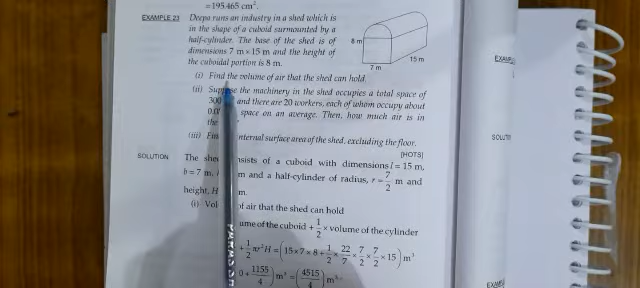 =195.465 cm².
EXAMPLE 23 Deepa runs an industry in a shed which is
in the shape of a cuboid surmounted by a
half-cylinder. The base of the shed is of
dimensions 7 m × 15 m and the height of
the cuboidal portion is 8 m.
8 m
15 m
7 m
(i) Find the volume of air that the shed can hold.
(ii) Suppose the machinery in the shed occupies a total space of
300 and there are 20 workers, each of whom occupy about
0.0 space on an average. Then, how much air is in
the
(iii) internal surface area of the shed, excluding the floor.
[HOTS]
SOLUTION The consists of a cuboid with dimensions l = 15 m,
b = 7 m, m and a half-cylinder of radius, r = 7/2 m and
height, H m.
(i) of air that the shed can hold
volume of the cuboid + 1/2 × volume of the cylinder
+ 1/2 πr²H = (15×7×8 + 1/2 × 22/7 × 7/2 × 7/2 × 15) m³
0 + 1155/4) m³ = (4515/4) m³
EXAMP
SOLUTI
EXAM